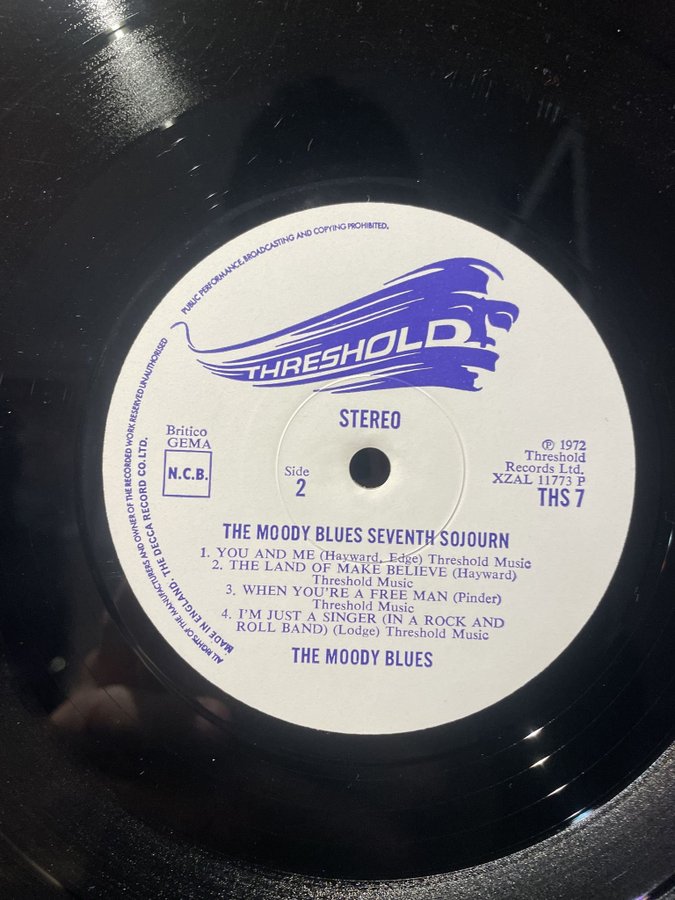 PUBLIC PERFORMANCE, BROADCASTING AND COPYING PROHIBITED.
ALL RIGHTS OF THE MANUFACTURERS AND OWNER OF THE RECORDED WORK RESERVED UNAUTHORISED
MADE IN ENGLAND. THE DECCA RECORD CO. LTD.
THRESHOLD
STEREO
Britico
GEMA
N.C.B.
Side
2
℗ 1972
Threshold
Records Ltd.
XZAL 11773 P
THS 7
THE MOODY BLUES SEVENTH SOJOURN
1. YOU AND ME (Hayward, Edge) Threshold Music
2. THE LAND OF MAKE BELIEVE (Hayward)
Threshold Music
3. WHEN YOU'RE A FREE MAN (Pinder)
Threshold Music
4. I'M JUST A SINGER (IN A ROCK AND
ROLL BAND) (Lodge) Threshold Music
THE MOODY BLUES